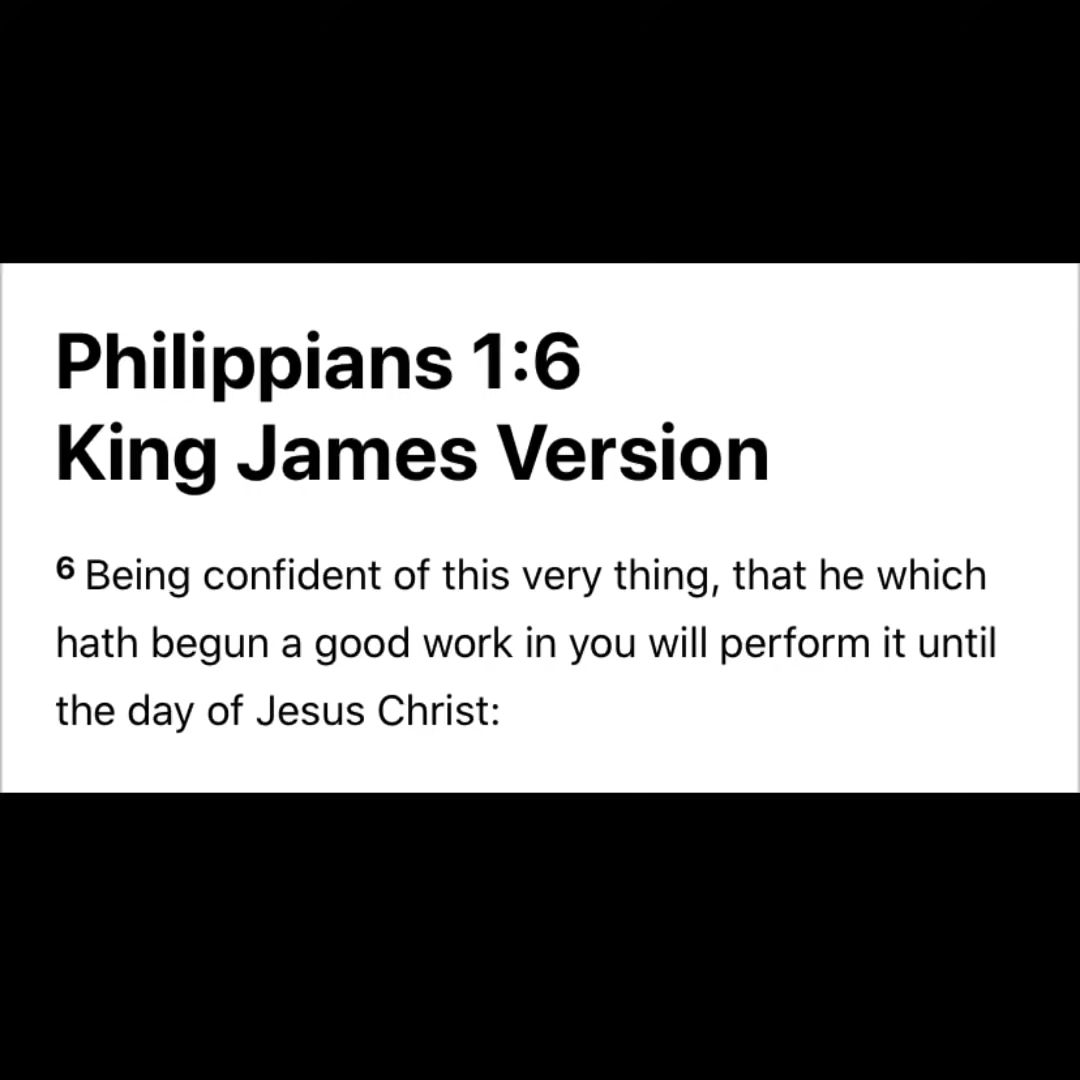 Philippians 1:6
King James Version
6 Being confident of this very thing, that he which
hath begun a good work in you will perform it until
the day of Jesus Christ: